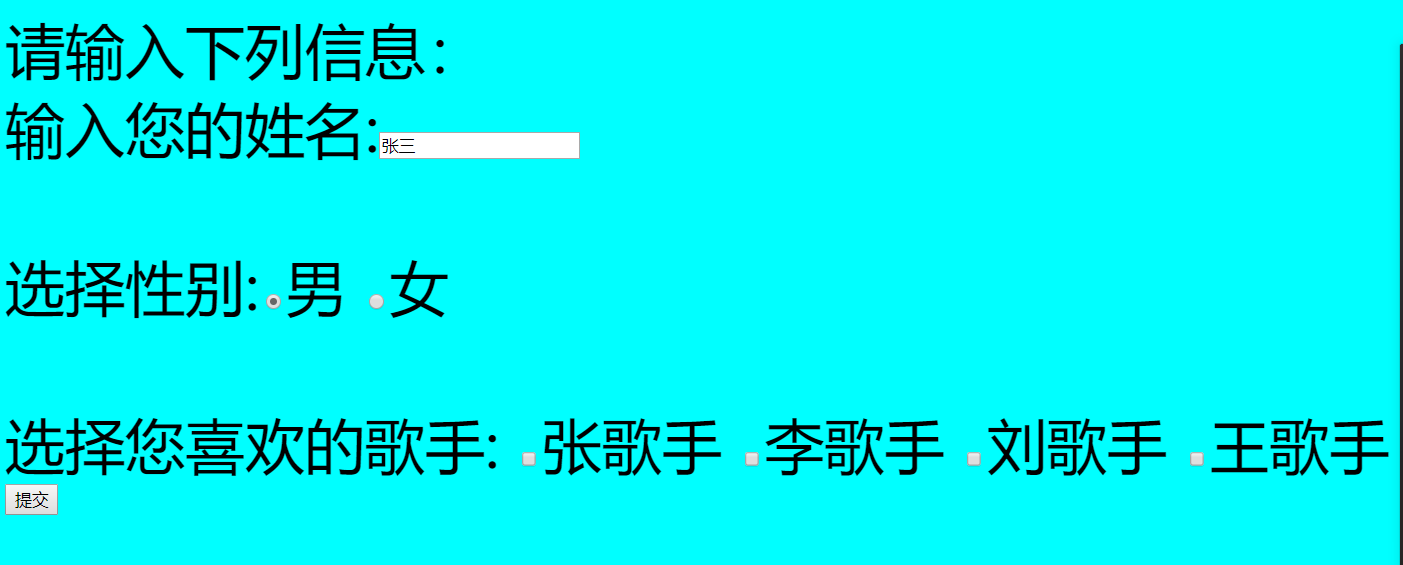 请输入下列信息：
输入您的姓名:张三
选择性别: 男 女
选择您喜欢的歌手: 张歌手 李歌手 刘歌手 王歌手
提交